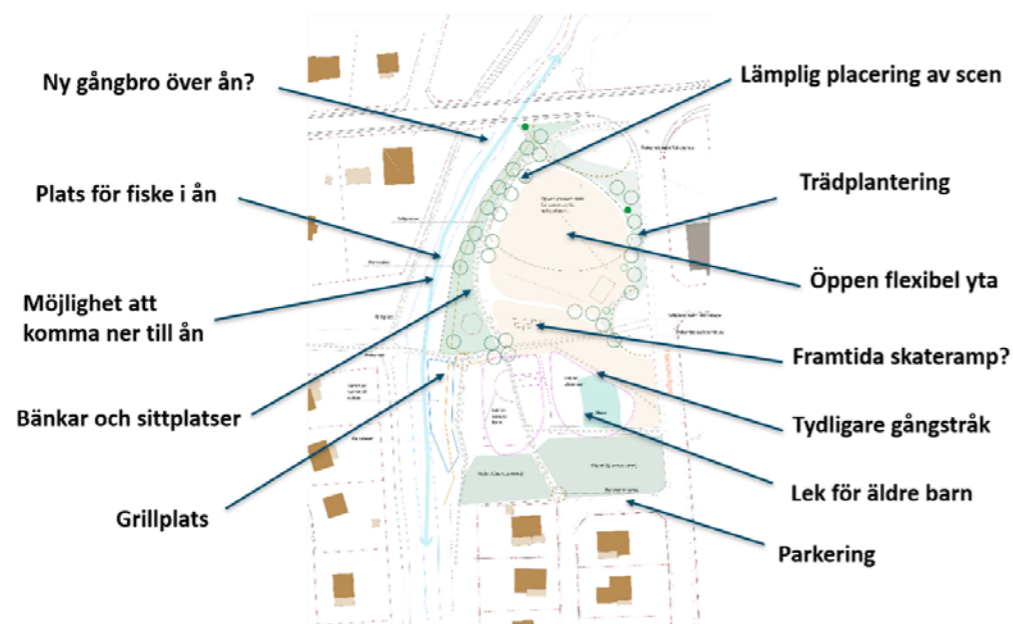 Ny gångbro över ån?
Plats för fiske i ån
Möjlighet att
komma ner till ån
Bänkar och sittplatser
Grillplats
Lämplig placering av scen
Trädplantering
Öppen flexibel yta
Framtida skateramp?
Tydligare gångstråk
Lek för äldre barn
Parkering